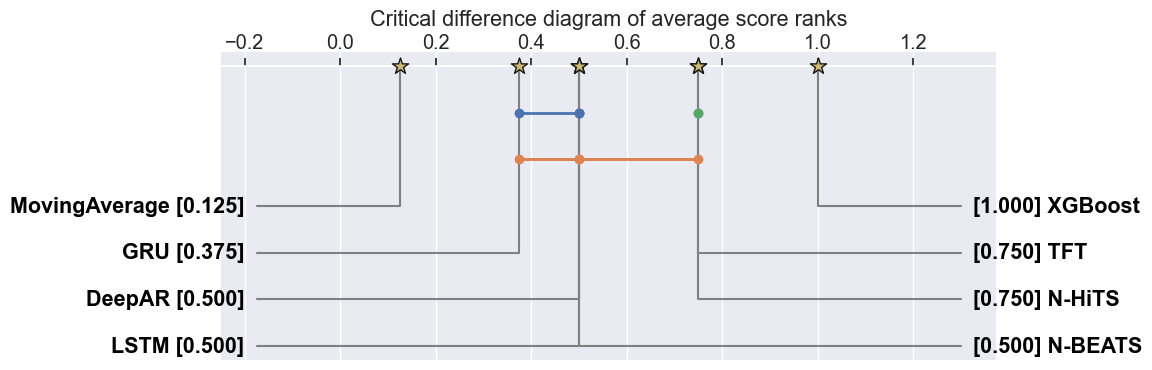 Critical difference diagram of average score ranks
−0.2 0.0 0.2 0.4 0.6 0.8 1.0 1.2
MovingAverage [0.125] [1.000] XGBoost
GRU [0.375] [0.750] TFT
DeepAR [0.500] [0.750] N-HiTS
LSTM [0.500] [0.500] N-BEATS